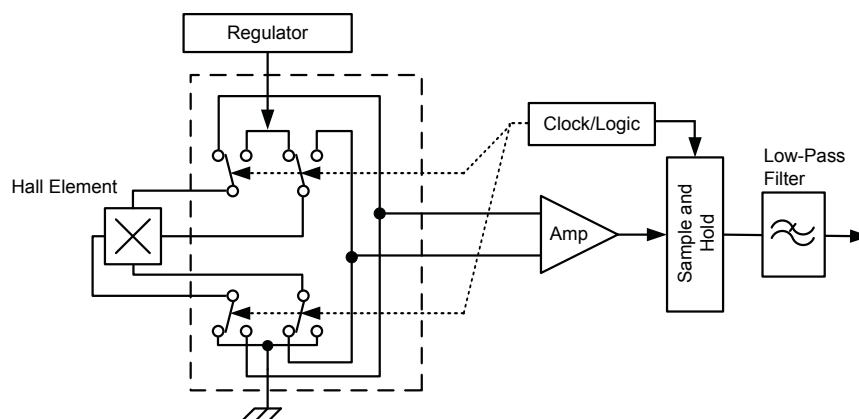 Regulator
Clock/Logic
Low-Pass
Filter
Hall Element
Amp
Sample and
Hold